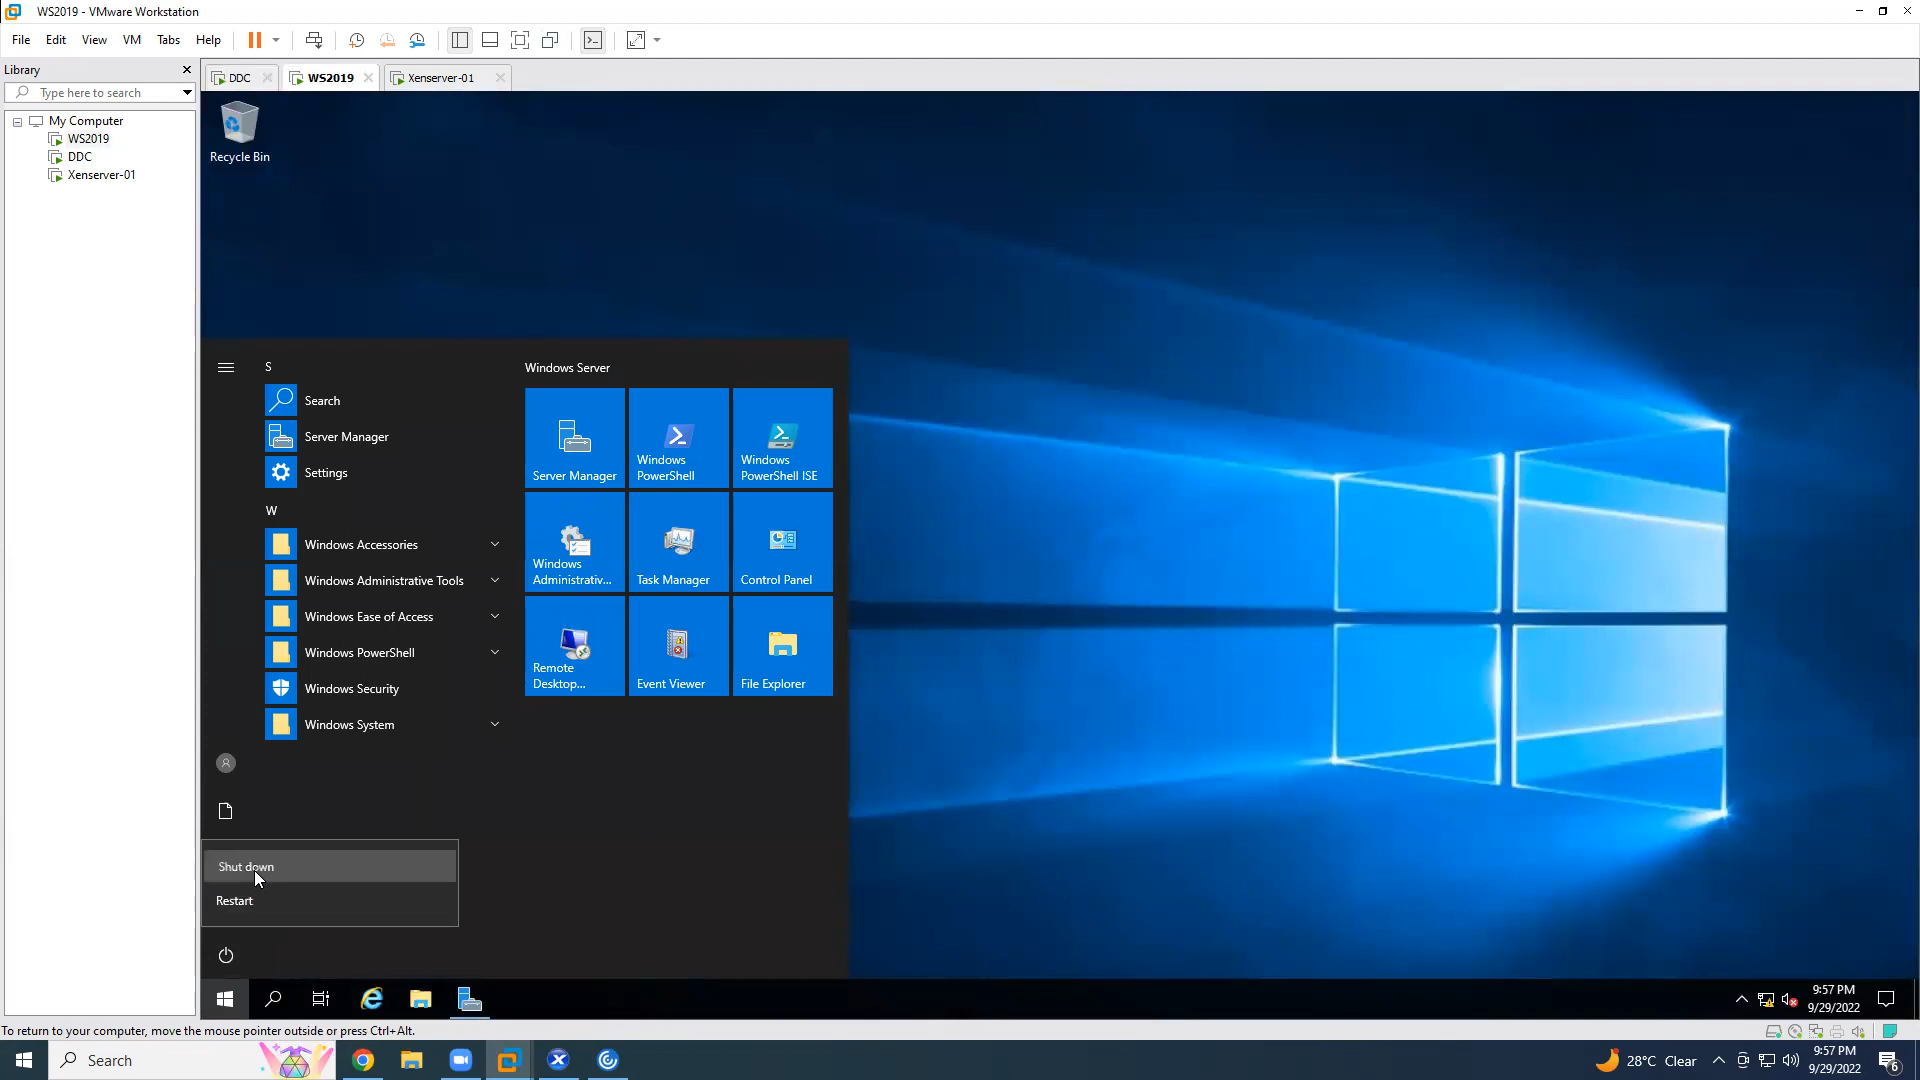 WS2019 - VMware Workstation
File Edit View VM Tabs Help
Library
Type here to search
DDC
WS2019
Xenserver-01
My Computer
WS2019
DDC
Xenserver-01
Recycle Bin
S
Search
Server Manager
Settings
W
Windows Accessories
Windows Administrative Tools
Windows Ease of Access
Windows PowerShell
Windows Security
Windows System
Windows Server
Server Manager
Windows
PowerShell
Windows
PowerShell ISE
Windows
Administrativ...
Task Manager
Control Panel
Remote
Desktop...
Event Viewer
File Explorer
Shut down
Restart
9:57 PM
9/29/2022
To return to your computer, move the mouse pointer outside or press Ctrl+Alt.
Search
28°C Clear
9:57 PM
9/29/2022
6